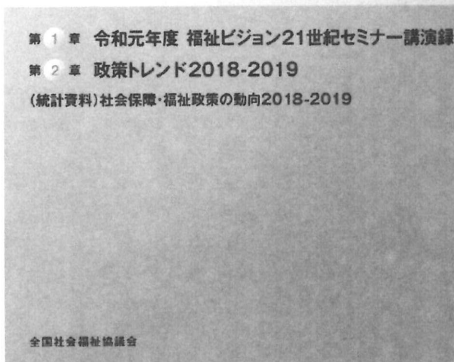 第1章 令和元年度 福祉ビジョン21世紀セミナー講演録
第2章 政策トレンド2018-2019
(統計資料)社会保障・福祉政策の動向2018-2019
全国社会福祉協議会